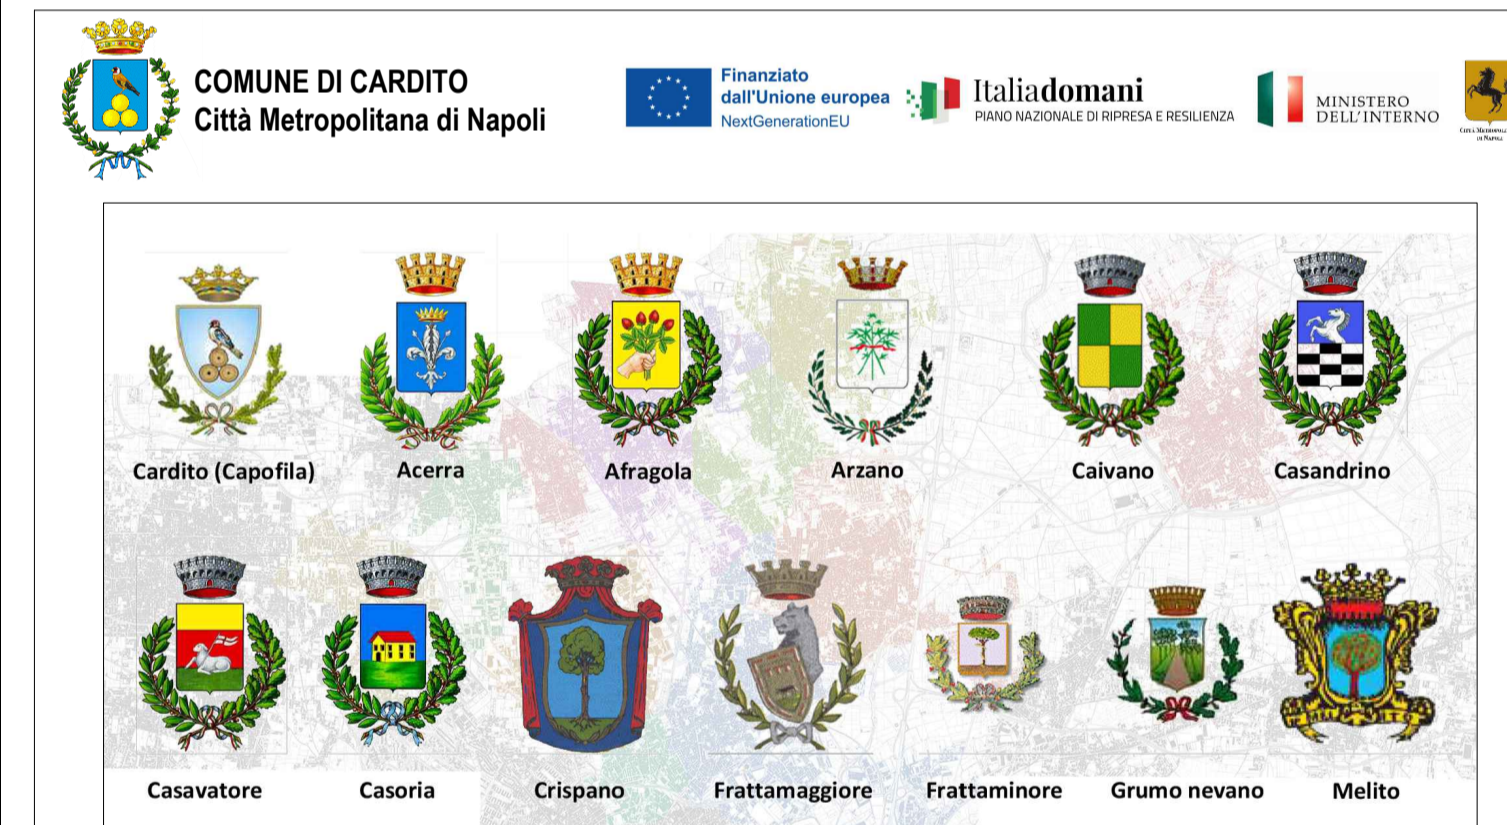 COMUNE DI CARDITO
Città Metropolitana di Napoli
Finanziato
dall'Unione europea
NextGenerationEU
Italiadomani
PIANO NAZIONALE DI RIPRESA E RESILIENZA
MINISTERO
DELL'INTERNO
Cardito (Capofila)
Acerra
Afragola
Arzano
Caivano
Casandrino
Casavatore
Casoria
Crispano
Frattamaggiore
Frattaminore
Grumo nevano
Melito